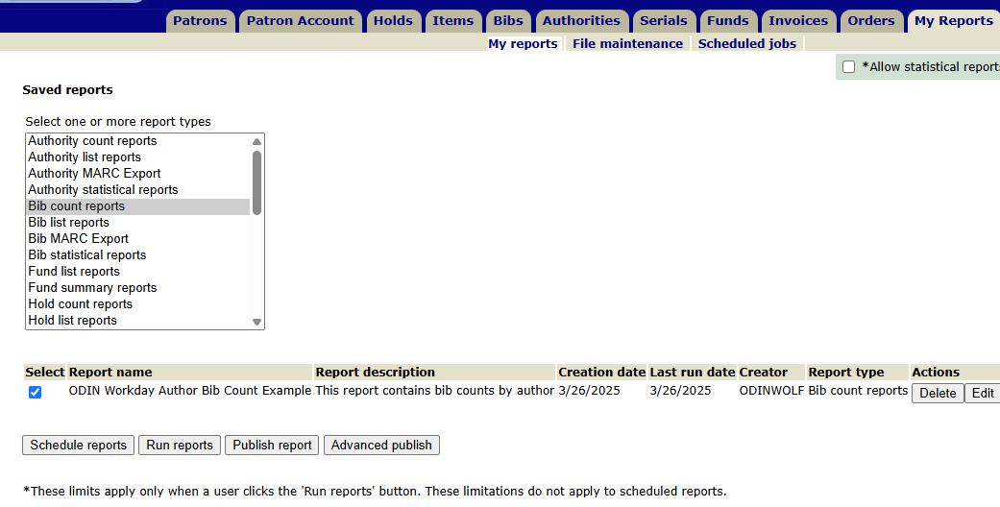 Patrons Patron Account Holds Items Bibs Authorities Serials Funds Invoices Orders My Reports
My reports File maintenance Scheduled jobs
*Allow statistical report
Saved reports
Select one or more report types
Authority count reports
Authority list reports
Authority MARC Export
Authority statistical reports
Bib count reports
Bib list reports
Bib MARC Export
Bib statistical reports
Fund list reports
Fund summary reports
Hold count reports
Hold list reports
Select Report name Report description Creation date Last run date Creator Report type Actions
ODIN Workday Author Bib Count Example This report contains bib counts by author 3/26/2025 3/26/2025 ODINWOLF Bib count reports Delete Edit
Schedule reports Run reports Publish report Advanced publish
*These limits apply only when a user clicks the 'Run reports' button. These limitations do not apply to scheduled reports.